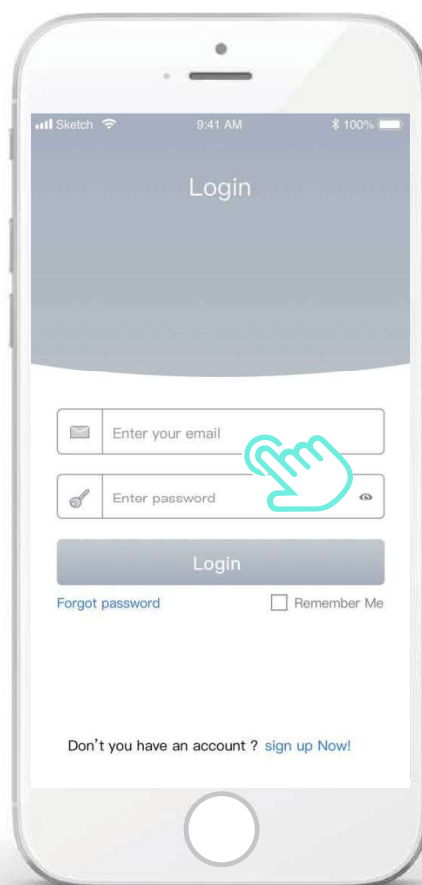 Sketch 9:41 AM 100%
Login
Enter your email
Enter password
Login
Forgot password Remember Me
Don't you have an account ? sign up Now!